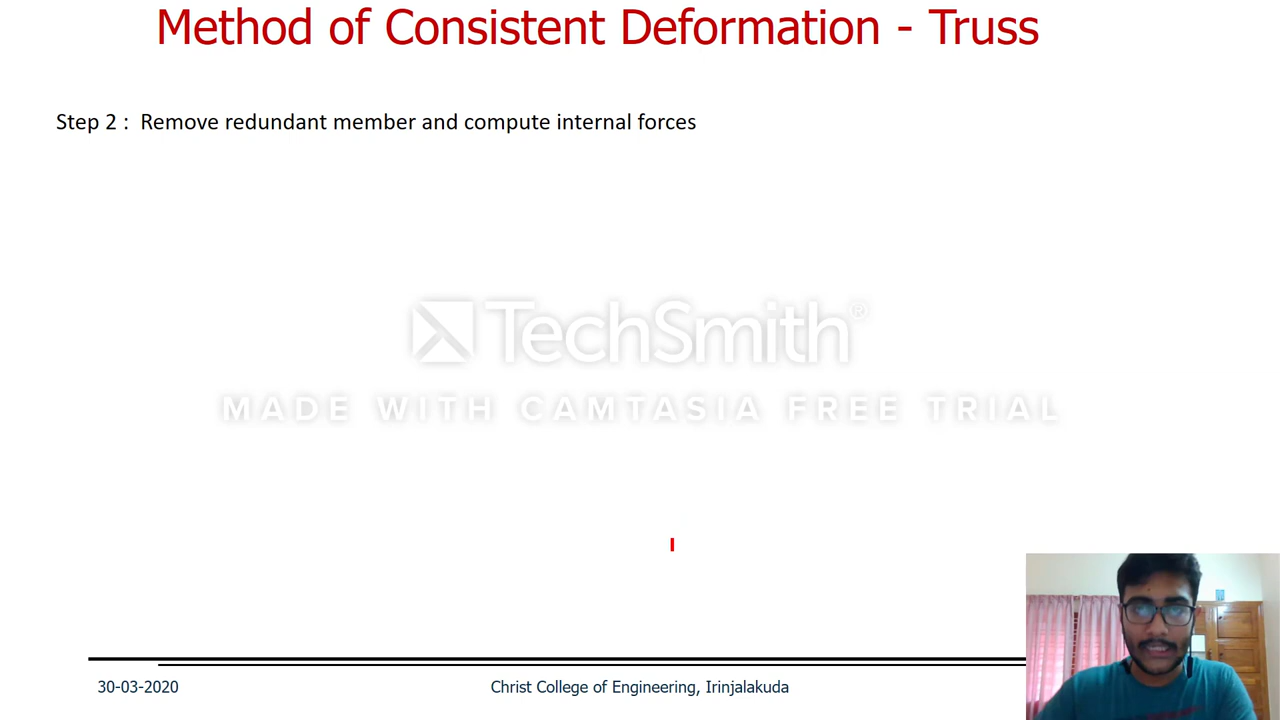 Method of Consistent Deformation - Truss
Step 2 : Remove redundant member and compute internal forces
TechSmith®
MADE WITH CAMTASIA FREE TRIAL
30-03-2020
Christ College of Engineering, Irinjalakuda